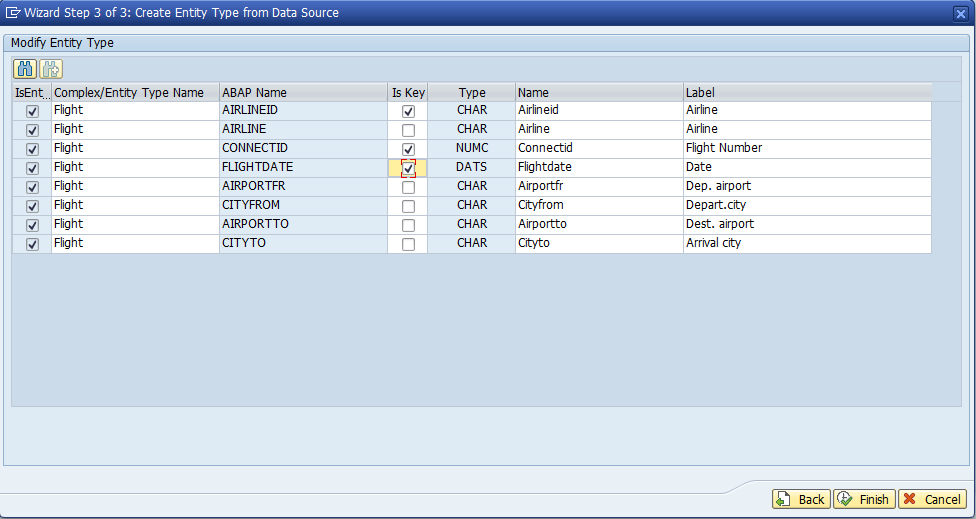 Wizard Step 3 of 3: Create Entity Type from Data Source
Modify Entity Type
IsEnt... Complex/Entity Type Name ABAP Name Is Key Type Name Label
Flight AIRLINEID CHAR Airlineid Airline
Flight AIRLINE CHAR Airline Airline
Flight CONNECTID NUMC Connectid Flight Number
Flight FLIGHTDATE DATS Flightdate Date
Flight AIRPORTFR CHAR Airportfr Dep. airport
Flight CITYFROM CHAR Cityfrom Depart.city
Flight AIRPORTTO CHAR Airportto Dest. airport
Flight CITYTO CHAR Cityto Arrival city
Back Finish Cancel